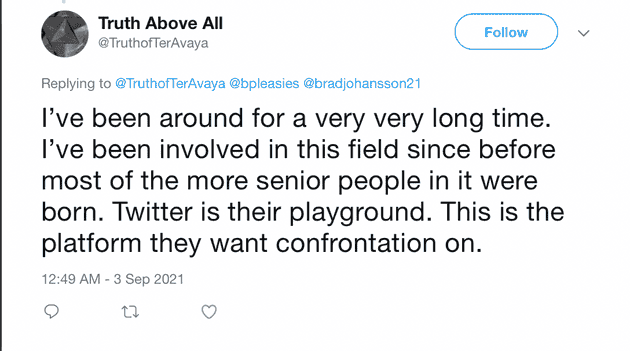 Truth Above All
@TruthofTerAvaya
Follow
Replying to @TruthofTerAvaya @bpleasies @bradjohansson21
I’ve been around for a very very long time.
I’ve been involved in this field since before
most of the more senior people in it were
born. Twitter is their playground. This is the
platform they want confrontation on.
12:49 AM - 3 Sep 2021